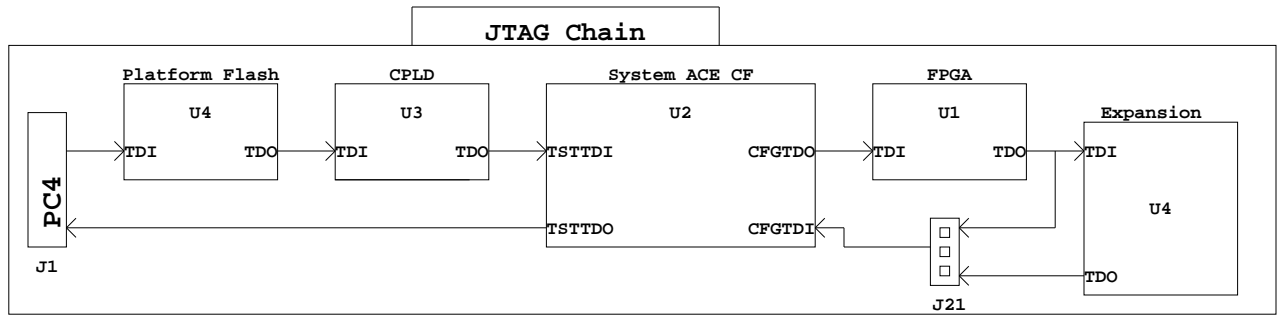 JTAG Chain
Platform Flash
CPLD
System ACE CF
FPGA
Expansion
U4
U3
U2
U1
TDI
TDO
TDI
TDO
TSTTDI
CFGTDO
TDI
TDO
TDI
PC4
U4
TSTTDO
CFGTDI
TDO
J1
J21